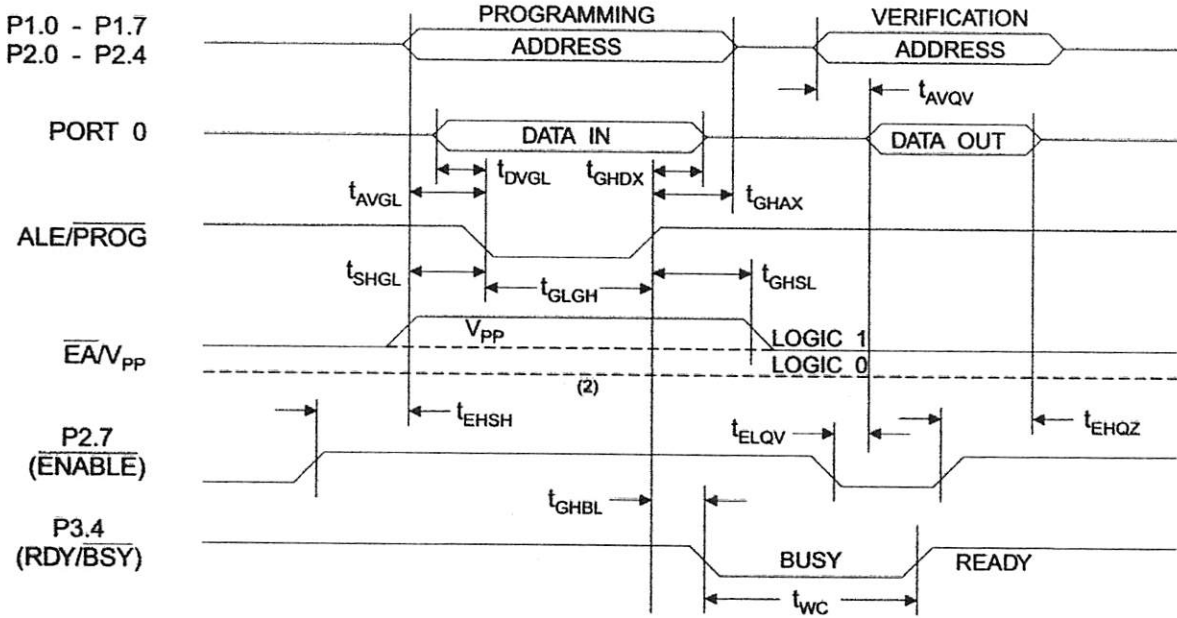 PROGRAMMING
VERIFICATION
P1.0 - P1.7
P2.0 - P2.4
ADDRESS
ADDRESS
tAVQV
PORT 0
DATA IN
DATA OUT
tDVGL
tGHDX
tAVGL
tGHAX
ALE/PROG
tSHGL
tGLGH
tGHSL
VPP
LOGIC 1
EA/VPP
LOGIC 0
(2)
tEHSH
P2.7
(ENABLE)
tELQV
tEHQZ
tGHBL
P3.4
(RDY/BSY)
BUSY
READY
tWC